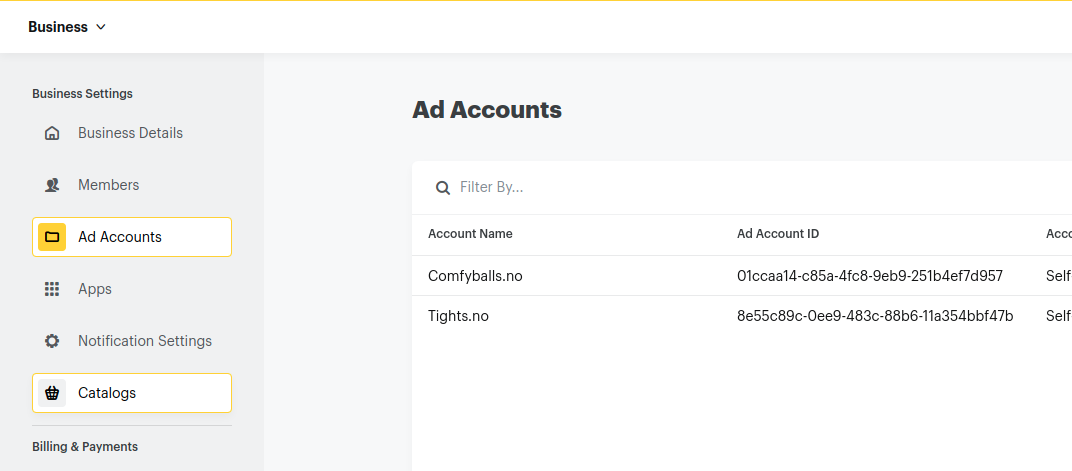 Business
Business Settings
Business Details
Members
Ad Accounts
Apps
Notification Settings
Catalogs
Billing & Payments
Ad Accounts
Filter By...
Account Name Ad Account ID Acco
Comfyballs.no 01ccaa14-c85a-4fc8-9eb9-251b4ef7d957 Self
Tights.no 8e55c89c-0ee9-483c-88b6-11a354bbf47b Self